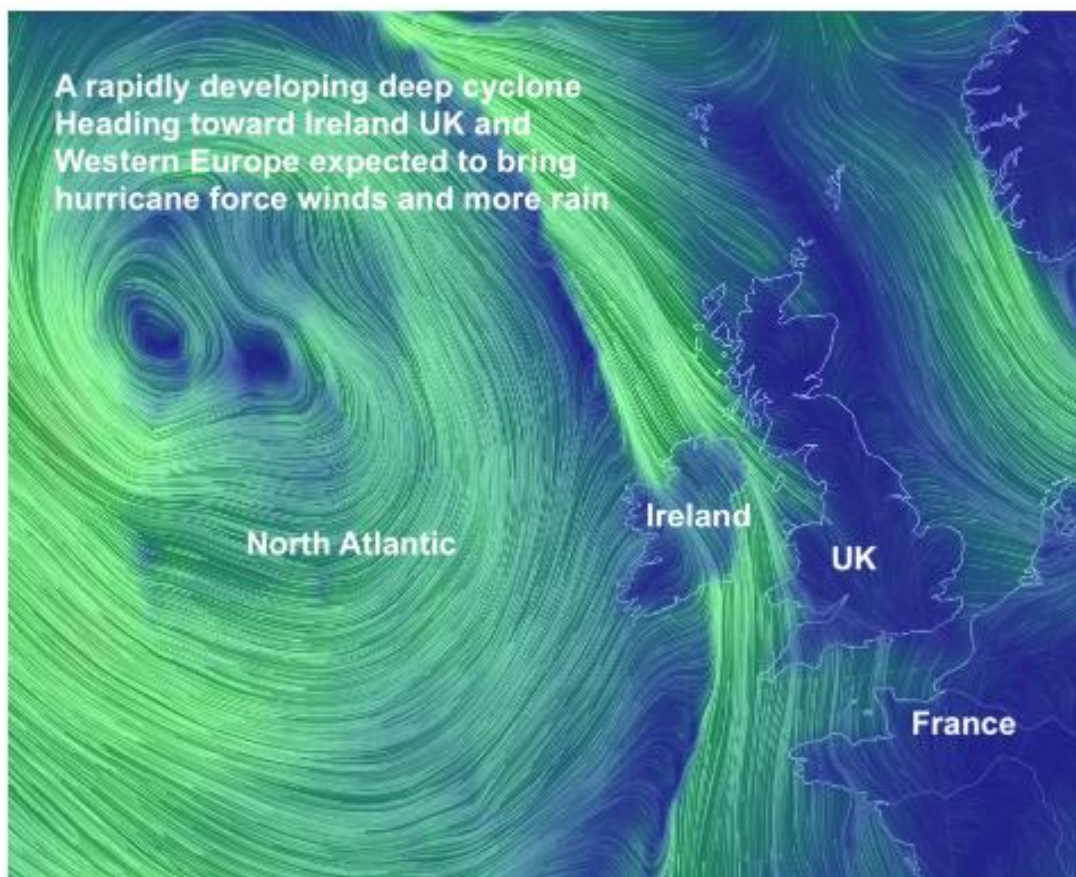 A rapidly developing deep cyclone
Heading toward Ireland UK and
Western Europe expected to bring
hurricane force winds and more rain
Ireland
North Atlantic
UK
France